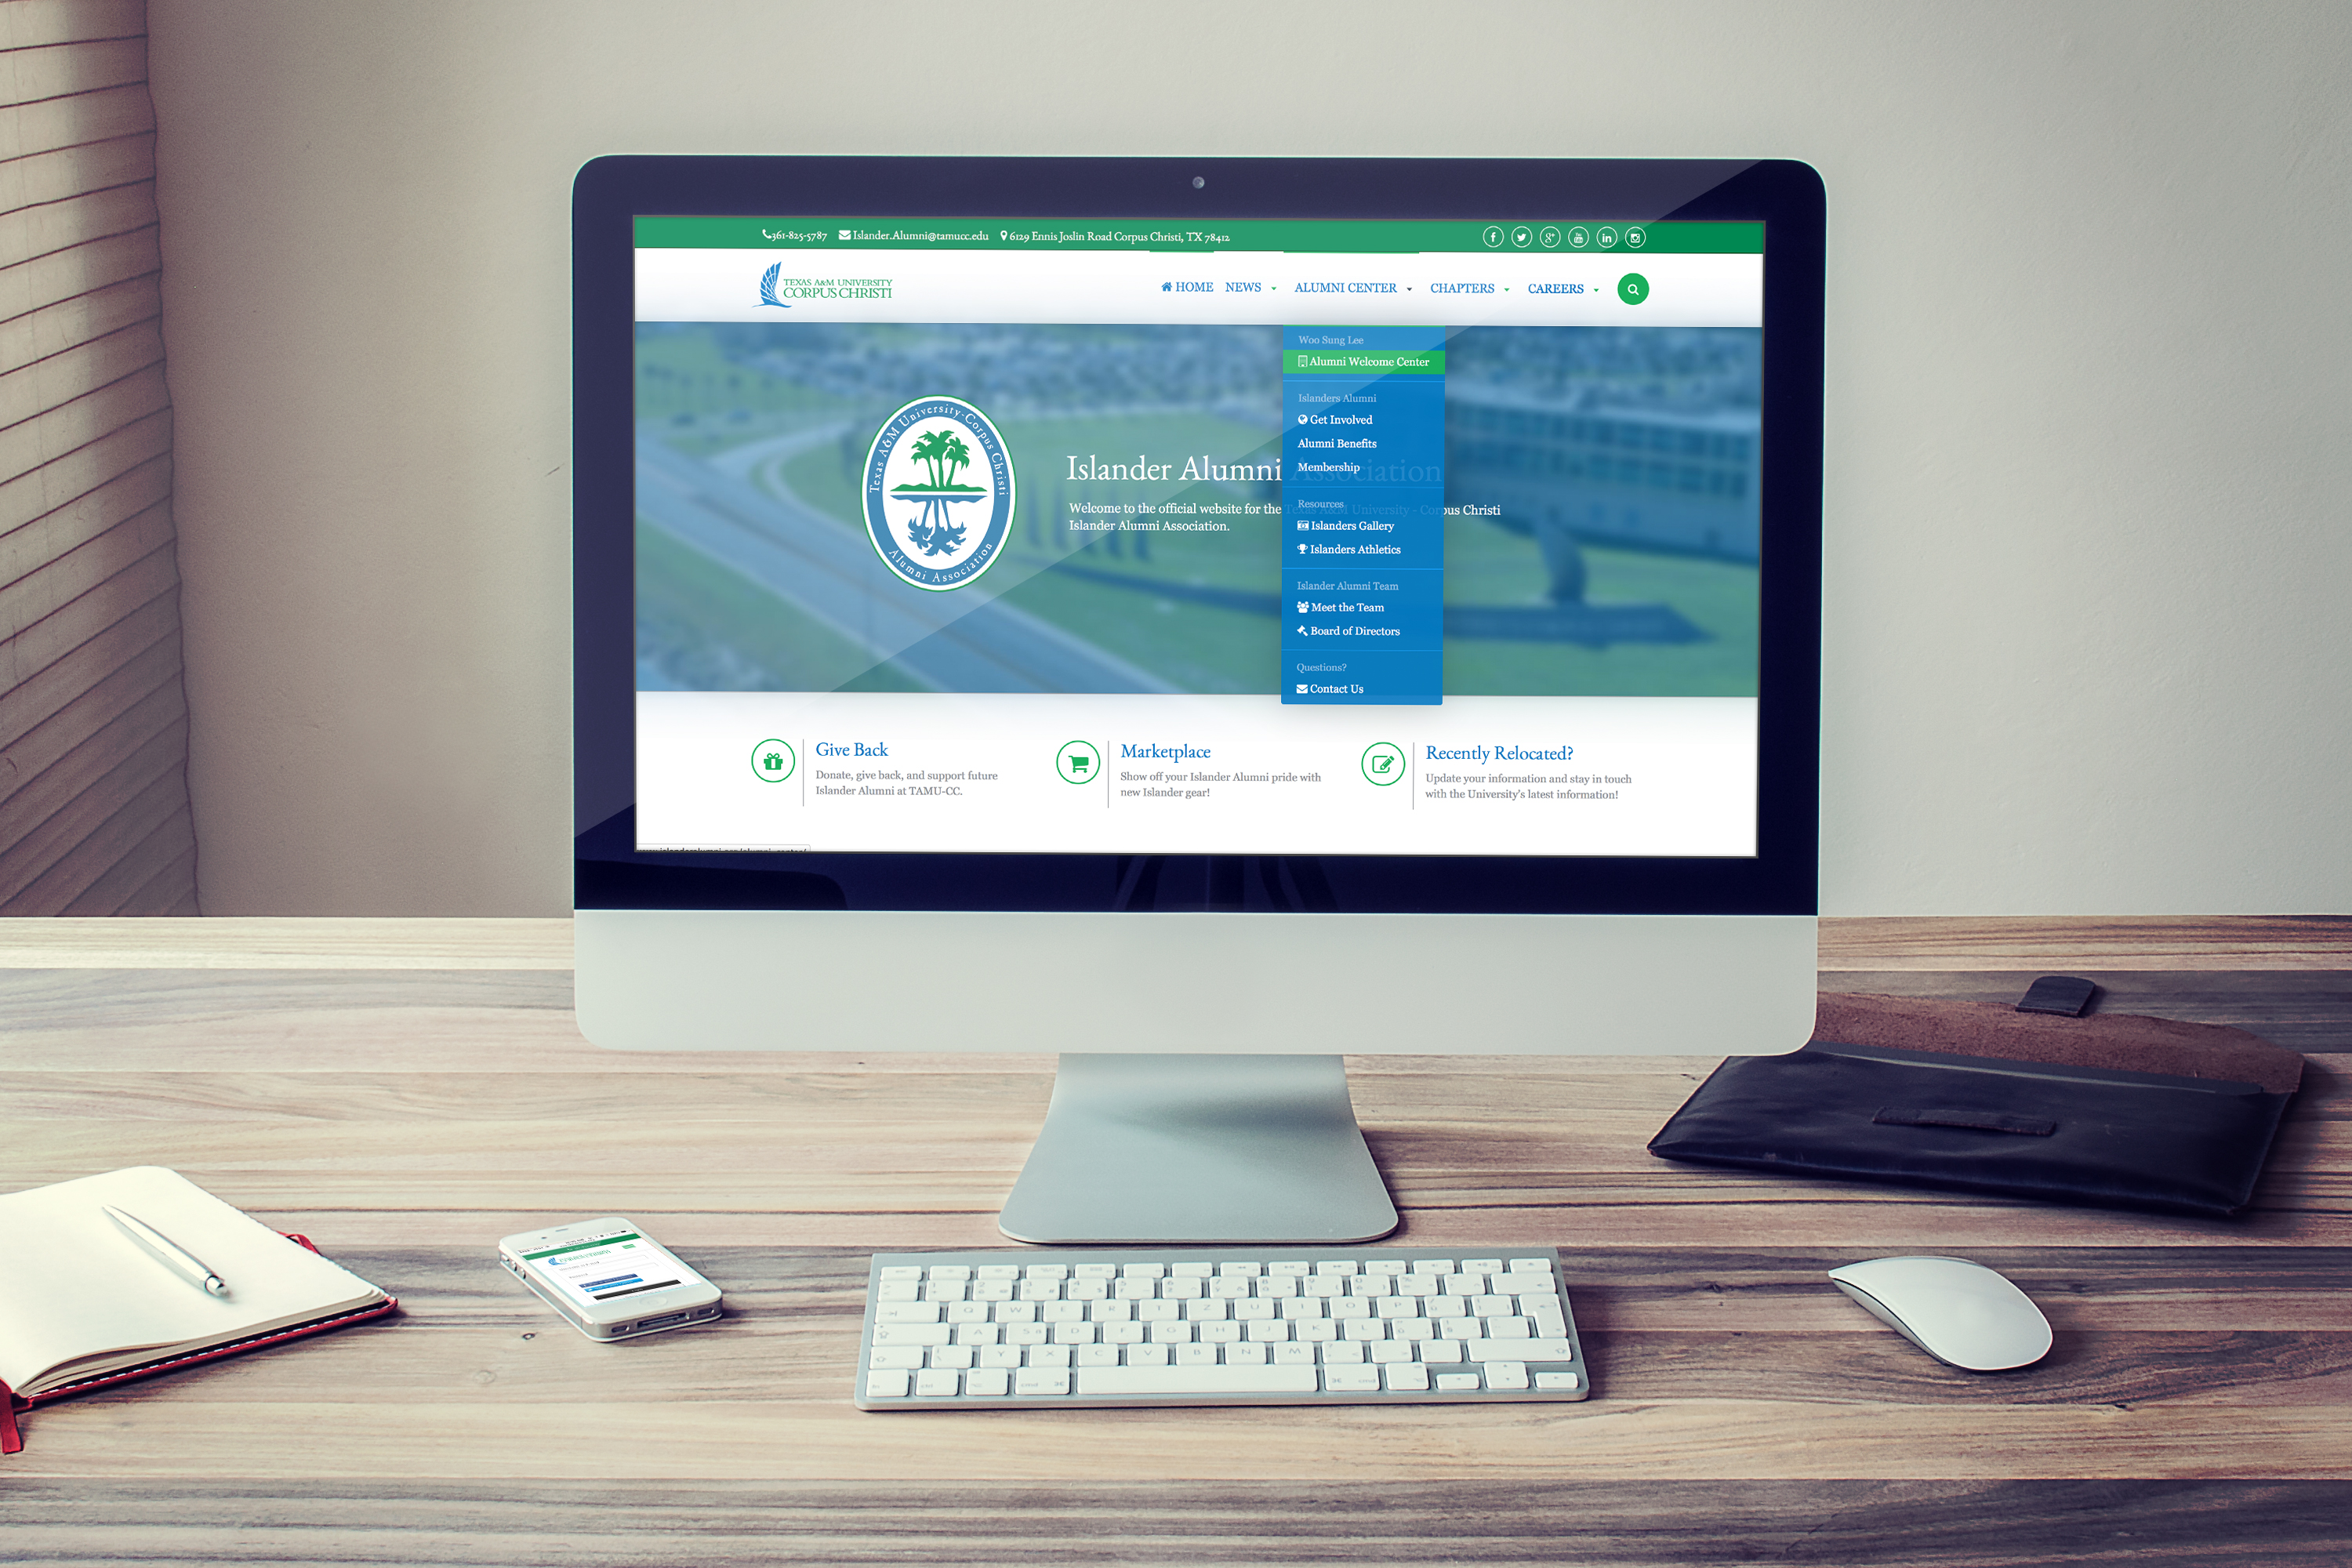 361-825-5787 Islander.Alumni@tamucc.edu 6129 Ennis Joslin Road Corpus Christi, TX 78412
TEXAS A&M UNIVERSITY
CORPUS CHRISTI
HOME NEWS ALUMNI CENTER CHAPTERS CAREERS
Woo Sung Lee
Alumni Welcome Center
Islanders Alumni
Get Involved
Alumni Benefits
Membership
Resources
Islanders Gallery
Islanders Athletics
Islander Alumni Team
Meet the Team
Board of Directors
Questions?
Contact Us
Texas A&M University-Corpus Christi
Alumni Association
Islander Alumni Association
Welcome to the official website for the Texas A&M University - Corpus Christi
Islander Alumni Association.
Give Back
Donate, give back, and support future
Islander Alumni at TAMU-CC.
Marketplace
Show off your Islander Alumni pride with
new Islander gear!
Recently Relocated?
Update your information and stay in touch
with the University's latest information!
Q W E R T Z U I O P
A S D F G H J K L
Y X C V B N M